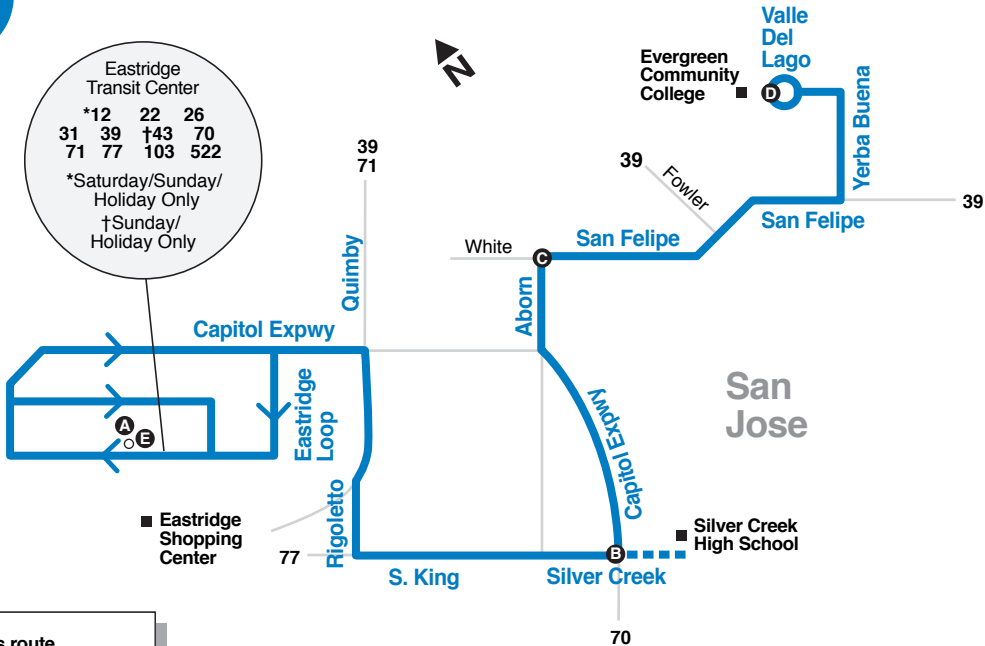 Eastridge
Transit Center
*12 22 26
31 39 †43 70
71 77 103 522
*Saturday/Sunday/
Holiday Only
†Sunday/
Holiday Only
N
Valle
Del
Lago
Evergreen
Community
College
D
Yerba Buena
39
71
39
Fowler
39
San Felipe
San Felipe
White
C
Quimby
Aborn
Capitol Expwy
San
Jose
Eastridge
Loop
A
E
Capitol Expwy
Rigoletto
Eastridge
Shopping
Center
77
S. King
Silver Creek
B
Silver Creek
High School
70
s route